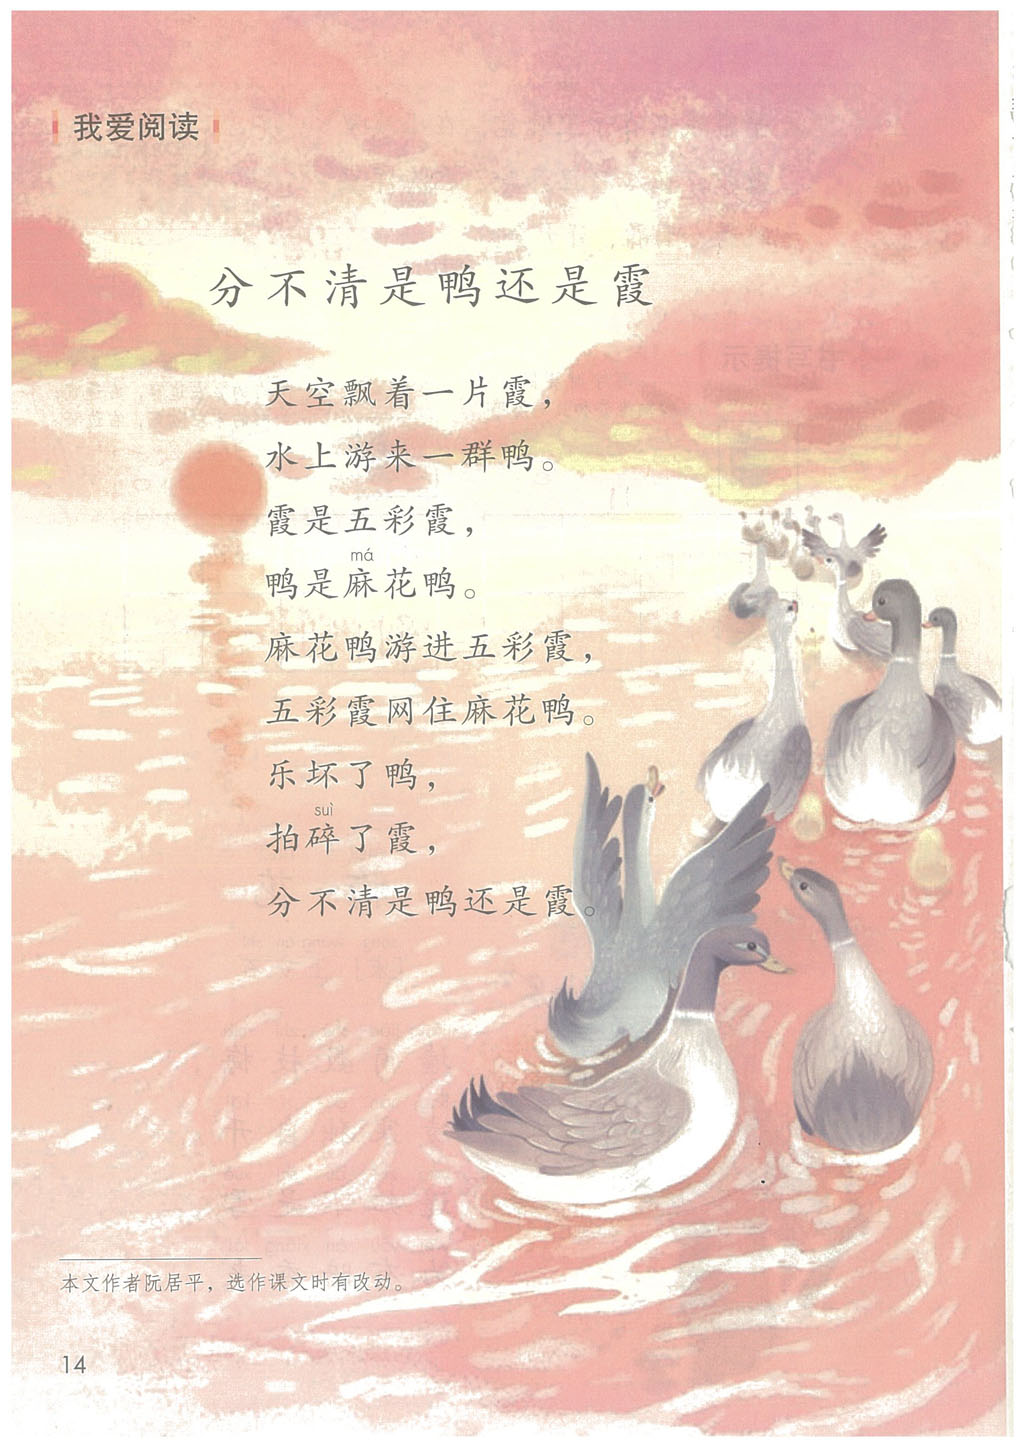 我爱阅读
分不清是鸭还是霞
天空飘着一片霞，
水上游来一群鸭。
霞是五彩霞，
má
鸭是麻花鸭。
麻花鸭游进五彩霞，
五彩霞网住麻花鸭。
乐坏了鸭，
suì
拍碎了霞，
分不清是鸭还是霞。
本文作者阮居平，选作课文时有改动。
14